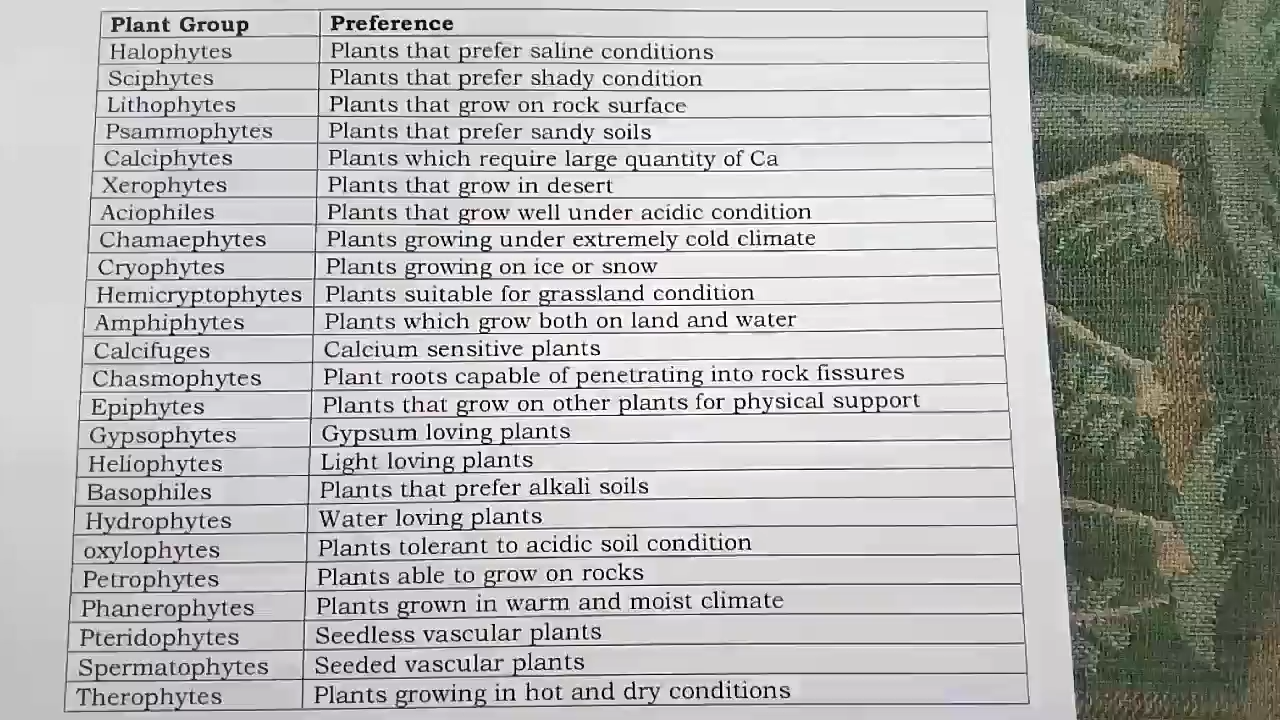 Plant Group Preference
Halophytes Plants that prefer saline conditions
Sciphytes Plants that prefer shady condition
Lithophytes Plants that grow on rock surface
Psammophytes Plants that prefer sandy soils
Calciphytes Plants which require large quantity of Ca
Xerophytes Plants that grow in desert
Aciophiles Plants that grow well under acidic condition
Chamaephytes Plants growing under extremely cold climate
Cryophytes Plants growing on ice or snow
Hemicryptophytes Plants suitable for grassland condition
Amphiphytes Plants which grow both on land and water
Calcifuges Calcium sensitive plants
Chasmophytes Plant roots capable of penetrating into rock fissures
Epiphytes Plants that grow on other plants for physical support
Gypsophytes Gypsum loving plants
Heliophytes Light loving plants
Basophiles Plants that prefer alkali soils
Hydrophytes Water loving plants
oxylophytes Plants tolerant to acidic soil condition
Petrophytes Plants able to grow on rocks
Phanerophytes Plants grown in warm and moist climate
Pteridophytes Seedless vascular plants
Spermatophytes Seeded vascular plants
Therophytes Plants growing in hot and dry conditions